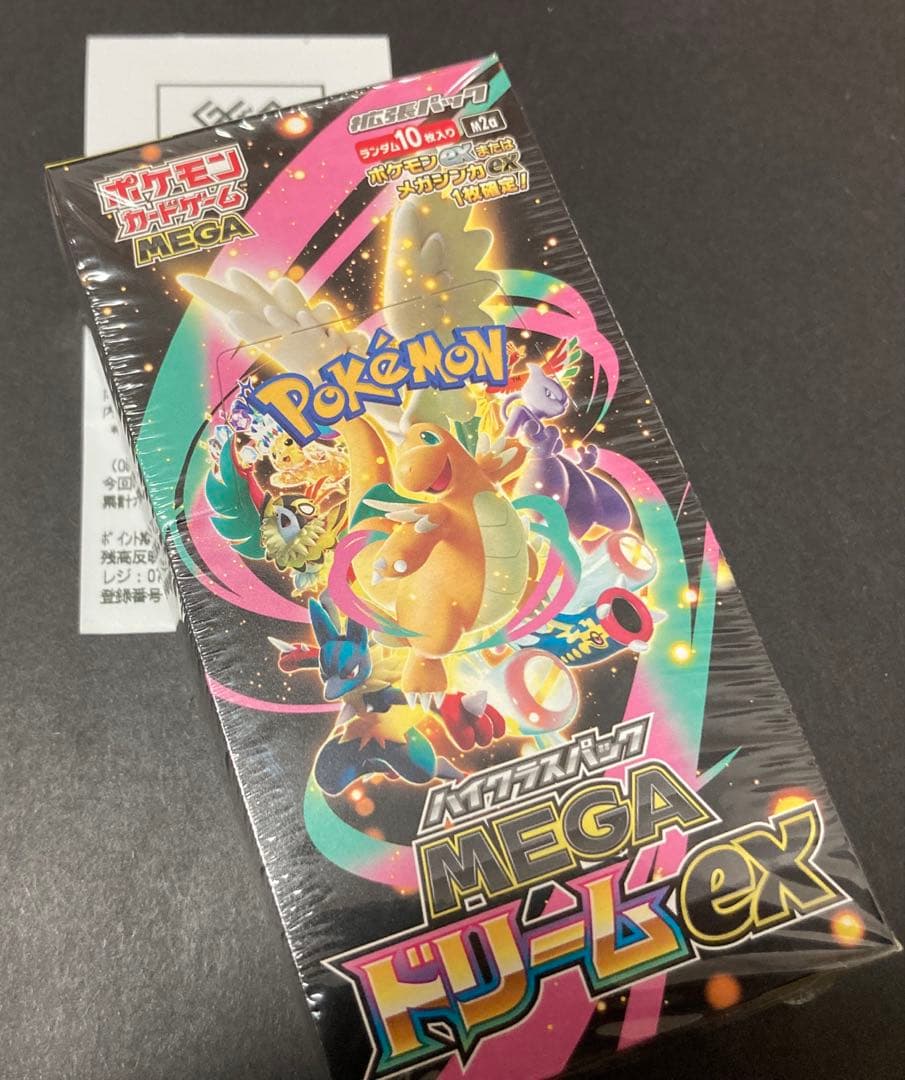 拡張パック
ランダム10枚入り M2a
ポケモンexまたは
メガシンカex
1枚確定!
ポケモン
カードゲーム
MEGA
POKéMON
ハイクラスパック
MEGA
ドリームex
今回
累計
ポイント
残高反映
レジ:0
登録番号